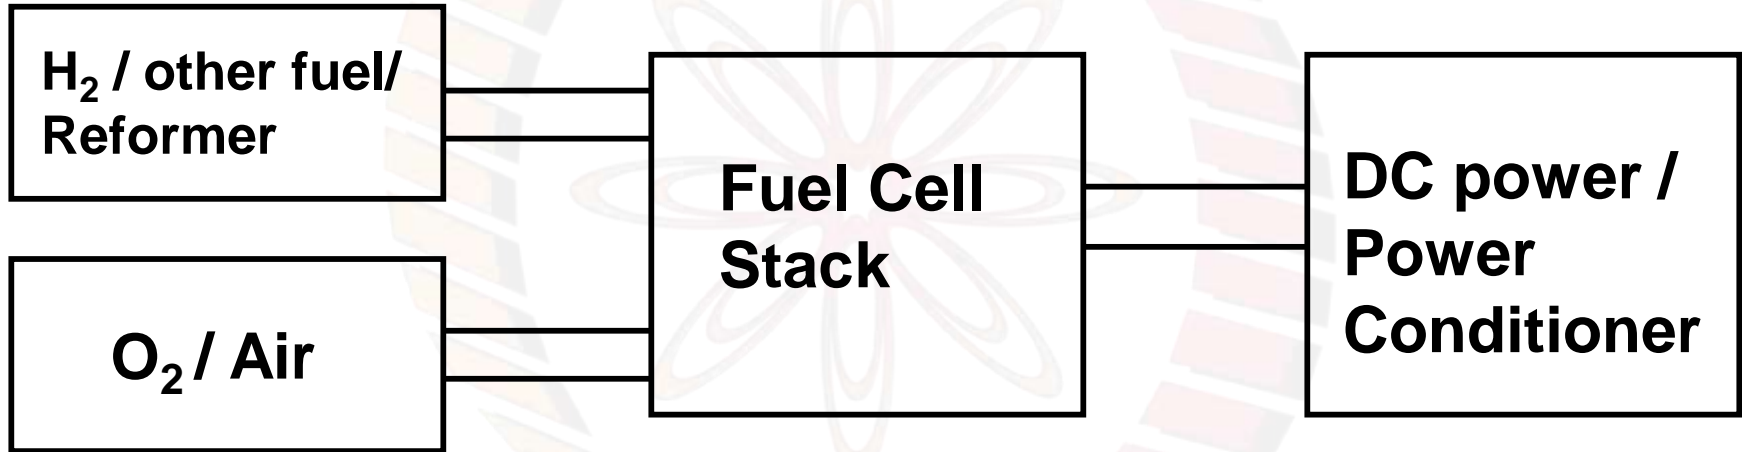 H₂ / other fuel/
Reformer
O₂ / Air
Fuel Cell
Stack
DC power /
Power
Conditioner